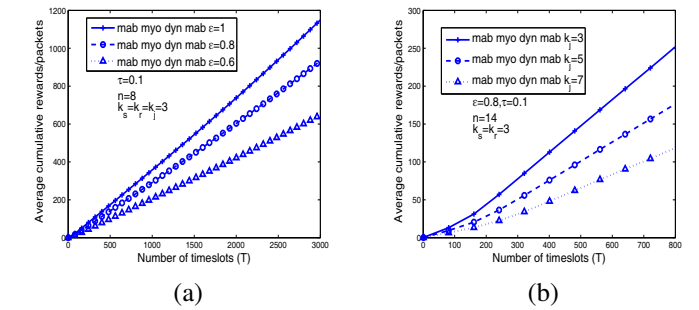 Average cumulative rewards/packets
1200
1000
800
600
400
200
0
mab myo dyn mab ε=1
mab myo dyn mab ε=0.8
mab myo dyn mab ε=0.6
τ=0.1
n=8
k_s=k_r=k_j=3
0 500 1000 1500 2000 2500 3000
Number of timeslots (T)
(a)
Average cumulative rewards/packets
300
250
200
150
100
50
0
mab myo dyn mab k_j=3
mab myo dyn mab k_j=5
mab myo dyn mab k_j=7
ε=0.8,τ=0.1
n=14
k_s=k_r=3
0 100 200 300 400 500 600 700 800
Number of timeslots (T)
(b)